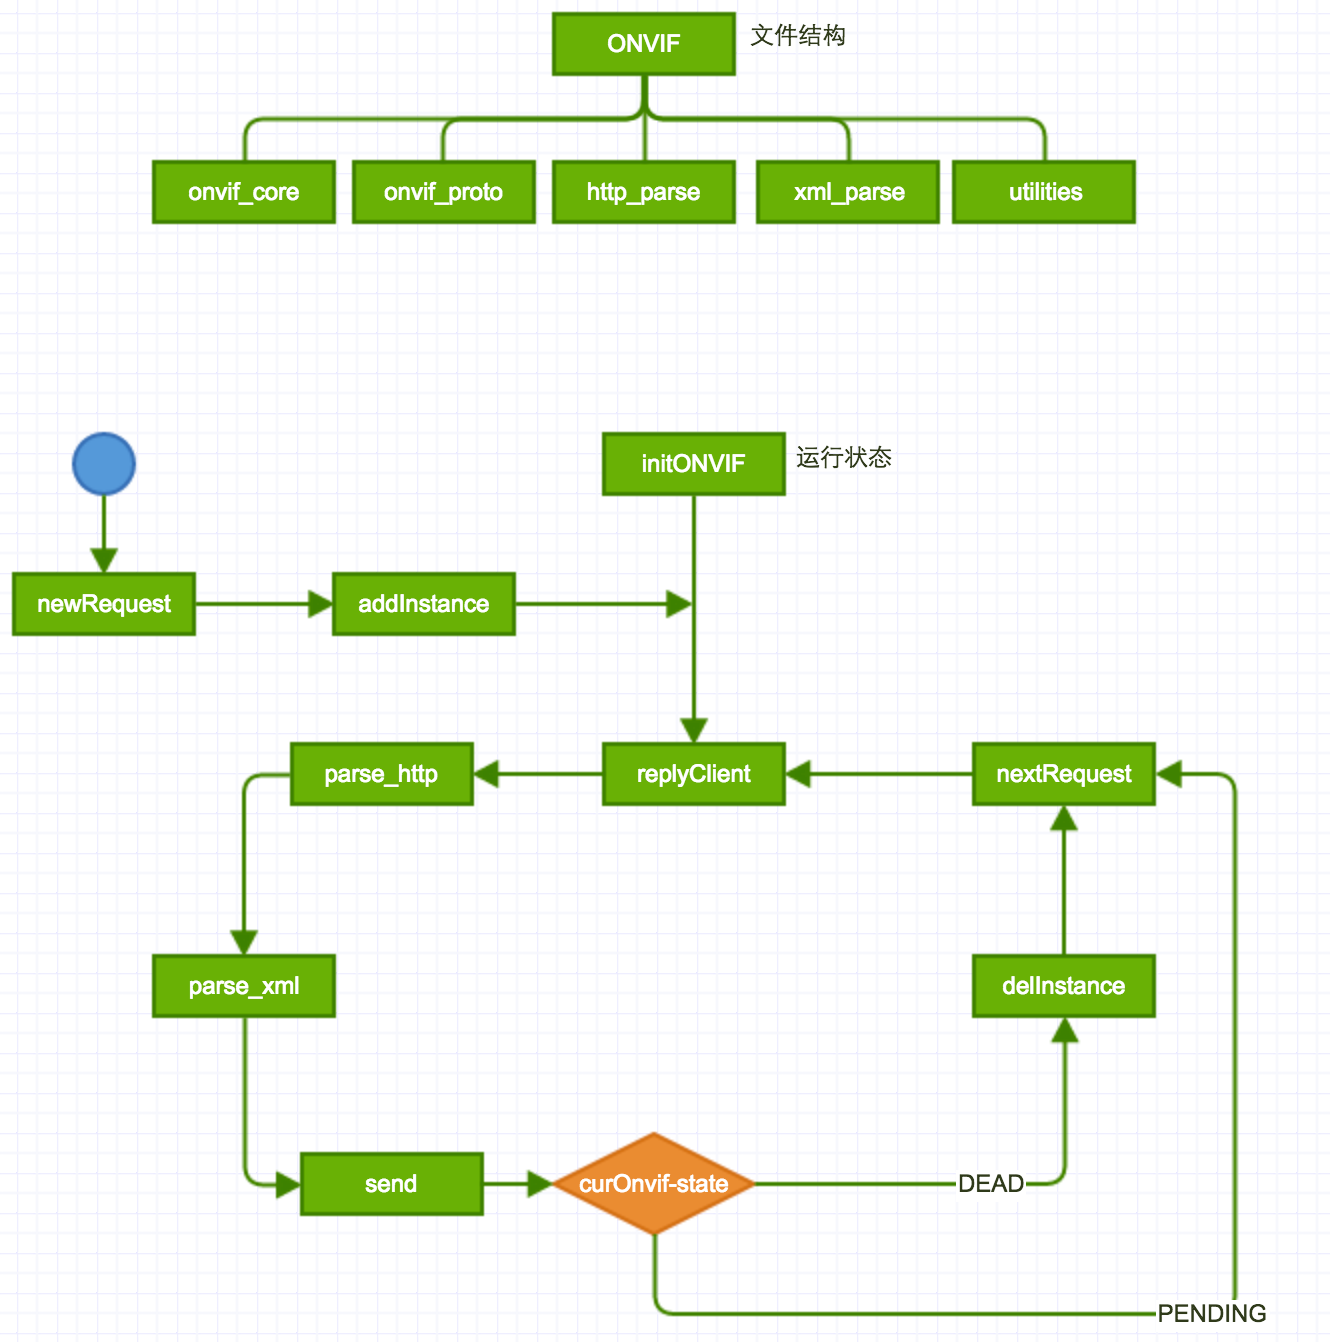 ONVIF
文件结构
onvif_core
onvif_proto
http_parse
xml_parse
utilities
initONVIF
运行状态
newRequest
addInstance
parse_http
replyClient
nextRequest
parse_xml
delInstance
send
curOnvif-state
DEAD
PENDING